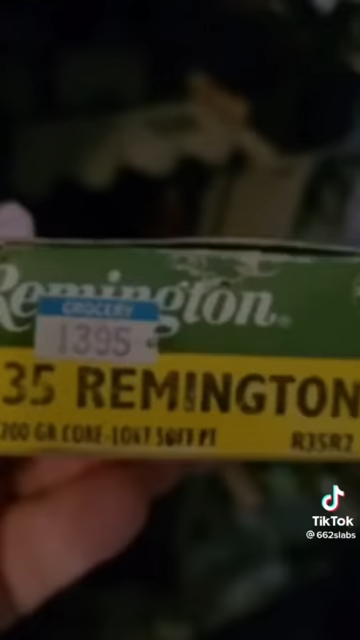 Remington®
GROCERY
1395
35 REMINGTON
200 GR CORE-LOKT SOFT PT
R35R2
TikTok
@662slabs